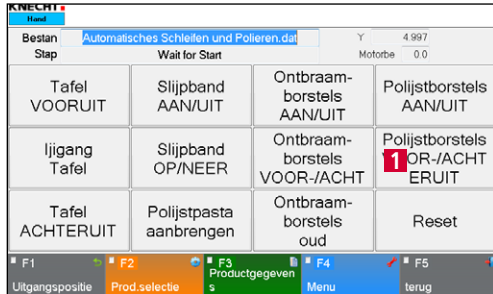 KNECHT.
Hand
Bestan Automatisches Schleifen und Polieren.dat Y 4.997
Stap Wait for Start Motorbe 0.0
Tafel
VOORUIT
Slijpband
AAN/UIT
Ontbraam-
borstels
AAN/UIT
Polijstborstels
AAN/UIT
Ijigang
Tafel
Slijpband
OP/NEER
Ontbraam-
borstels
VOOR-/ACHT
Polijstborstels
1 OR-/ACHT
ERUIT
Tafel
ACHTERUIT
Polijstpasta
aanbrengen
Ontbraam-
borstels
oud
Reset
F1
Uitgangspositie
F2
Prod.selectie
F3
Productgegeven
s
F4
Menu
F5
terug